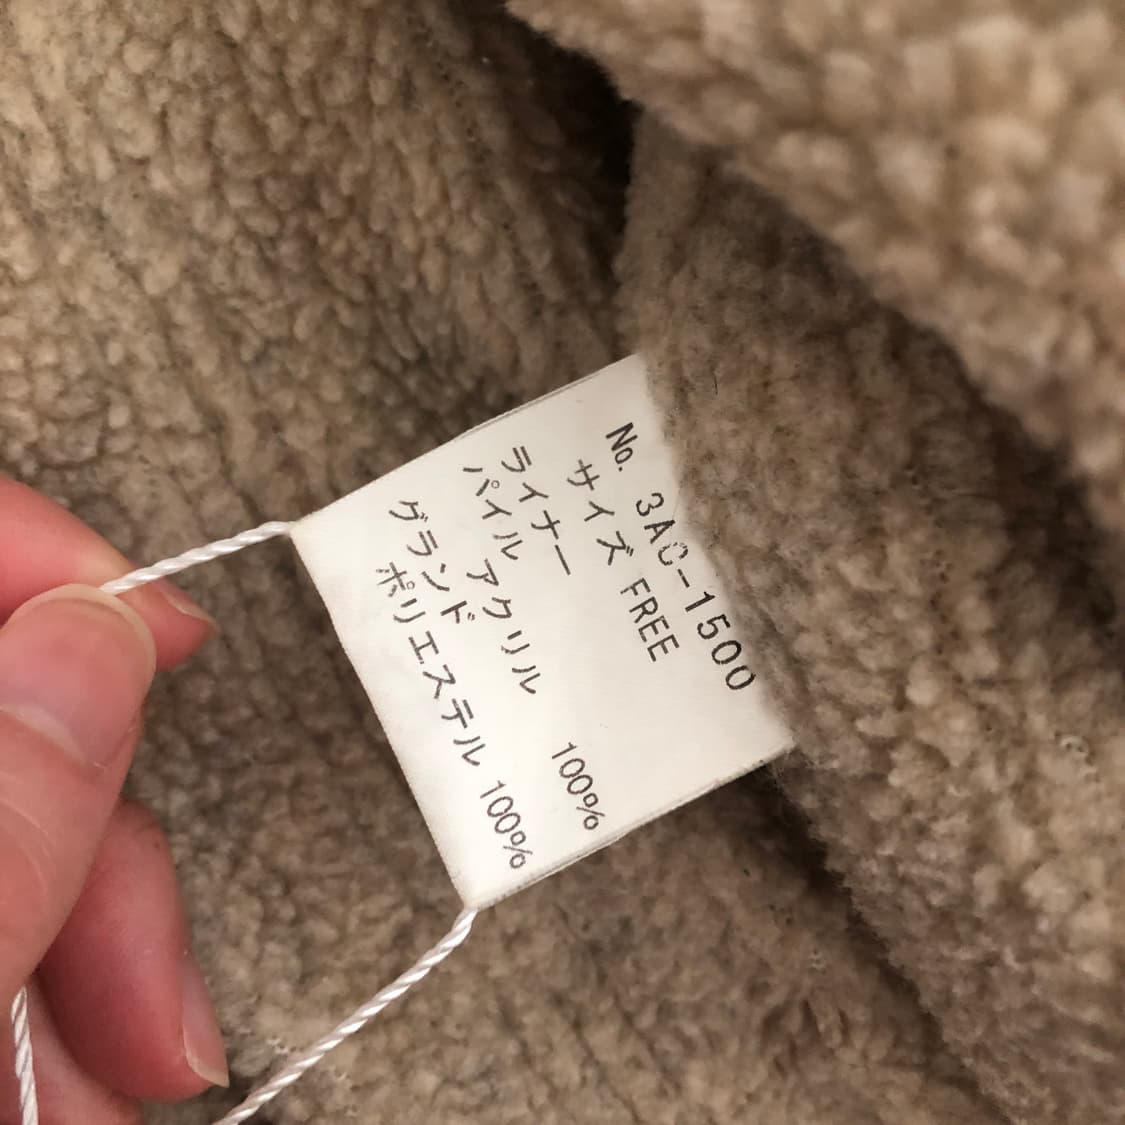 No. 3AC-1500
サイズ FREE
ライナー
パイル アクリル 100%
グランド
ポリエステル 100%